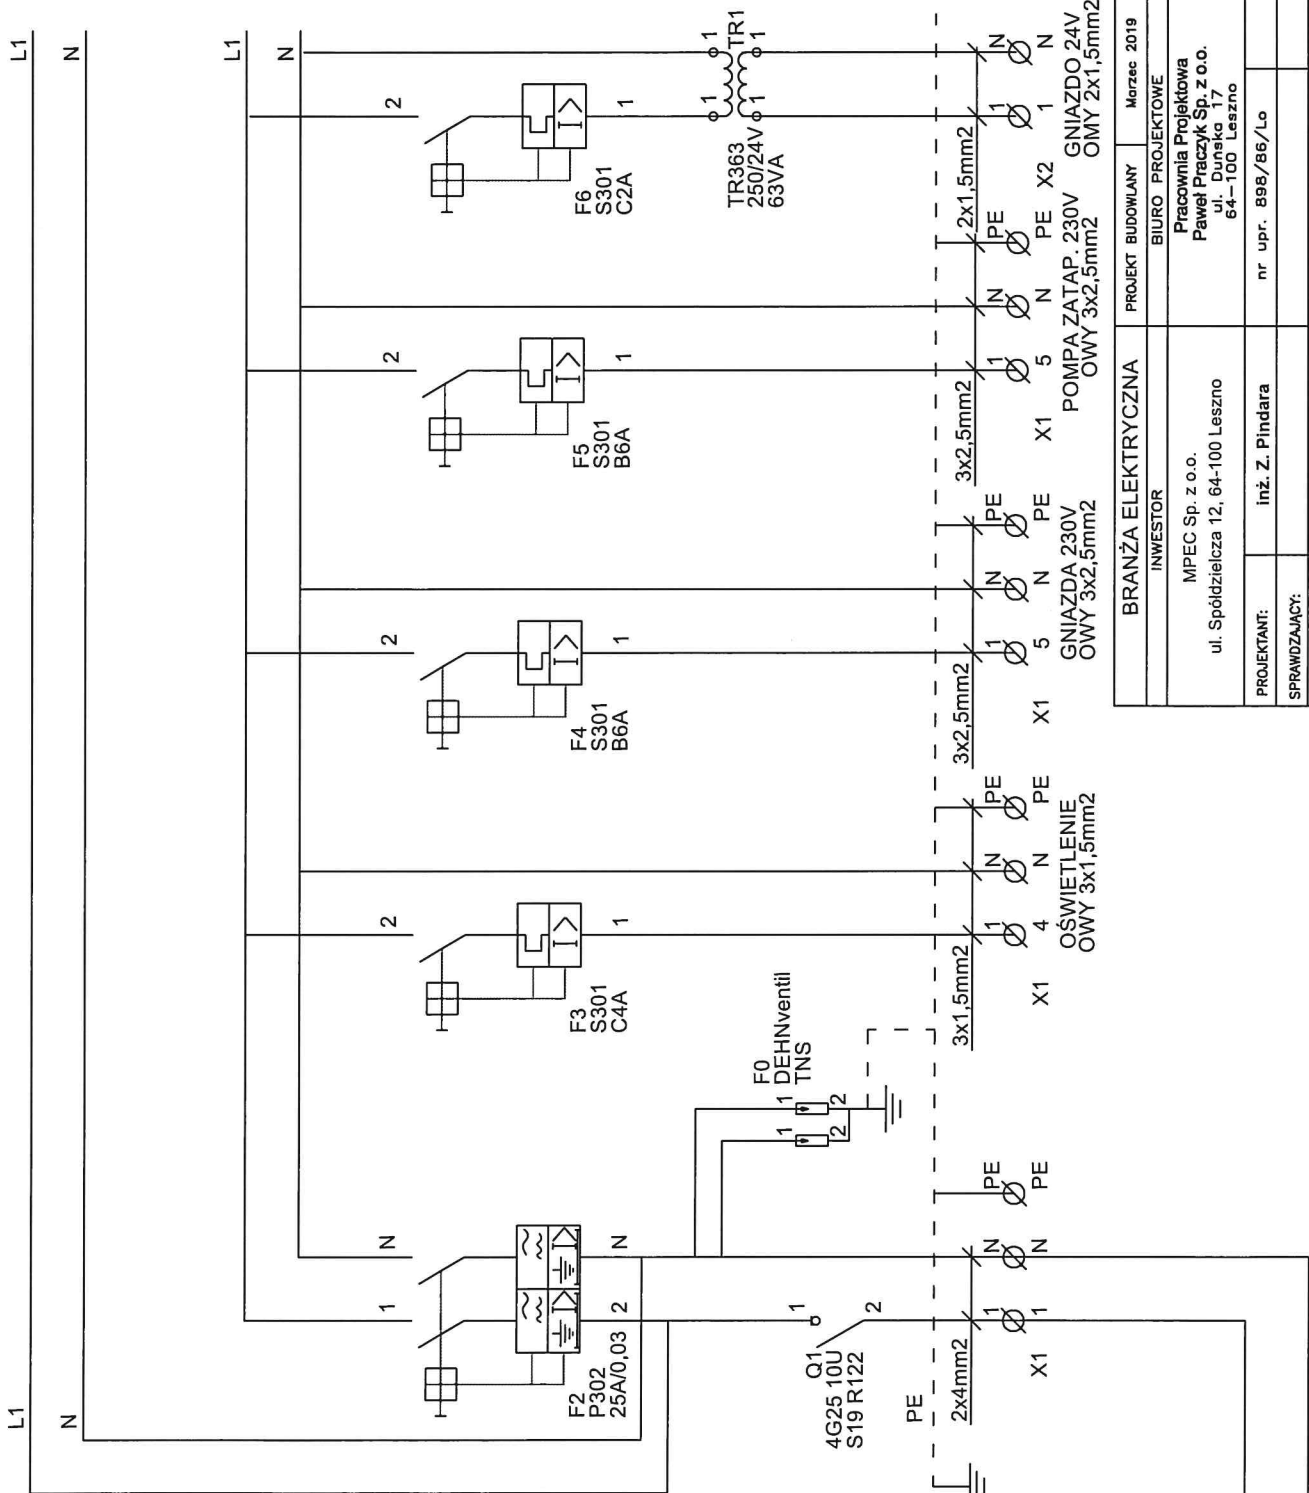 L1
N
L1
N
L1
N
1
N
F2
P302
25A/0,03
2
N
1
Q1
4G25 10U
S19 R122
2
PE
2x4mm2
1
N
PE
X1
1
N
PE
F0
DEHNventil
TNS
1
1
2
2
2
F3
S301
C4A
1
3x1,5mm2
1
N
PE
X1
4
N
PE
OŚWIETLENIE
OWY 3x1,5mm2
2
F4
S301
B6A
1
3x2,5mm2
1
N
PE
X1
5
N
PE
GNIAZDA 230V
OWY 3x2,5mm2
2
F5
S301
B6A
1
3x2,5mm2
1
N
PE
X1
5
N
PE
POMPA ZATAP. 230V
OWY 3x2,5mm2
2
F6
S301
C2A
1
1
1
TR1
1
1
TR363
250/24V
63VA
2x1,5mm2
1
N
X2
1
N
GNIAZDO 24V
OMY 2x1,5mm2
BRANŻA ELEKTRYCZNA
PROJEKT BUDOWLANY
Marzec 2019
INWESTOR
BIURO PROJEKTOWE
MPEC Sp. z o.o.
ul. Spółdzielcza 12, 64-100 Leszno
Pracownia Projektowa
Paweł Praczyk Sp. z o.o.
ul. Duńska 17
64-100 Leszno
PROJEKTANT:
inż. Z. Pindara
nr upr. 898/86/Lo
SPRAWDZAJĄCY: